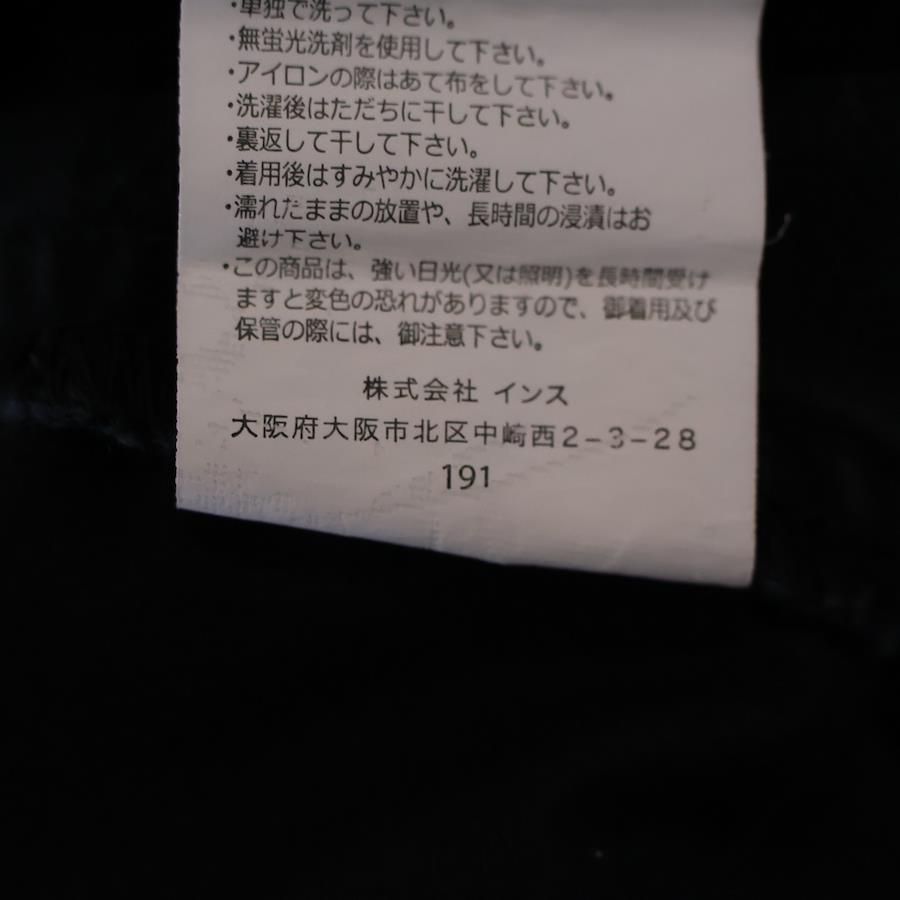 ・単独で洗って下さい。
・無蛍光洗剤を使用して下さい。
・アイロンの際はあて布をして下さい。
・洗濯後はただちに干して下さい。
・裏返して干して下さい。
・着用後はすみやかに洗濯して下さい。
・濡れたままの放置や、長時間の浸漬はお
避け下さい。
・この商品は、強い日光(又は照明)を長時間受け
ますと変色の恐れがありますので、御着用及び
保管の際には、御注意下さい。
株式会社 インス
大阪府大阪市北区中崎西2-3-28
191